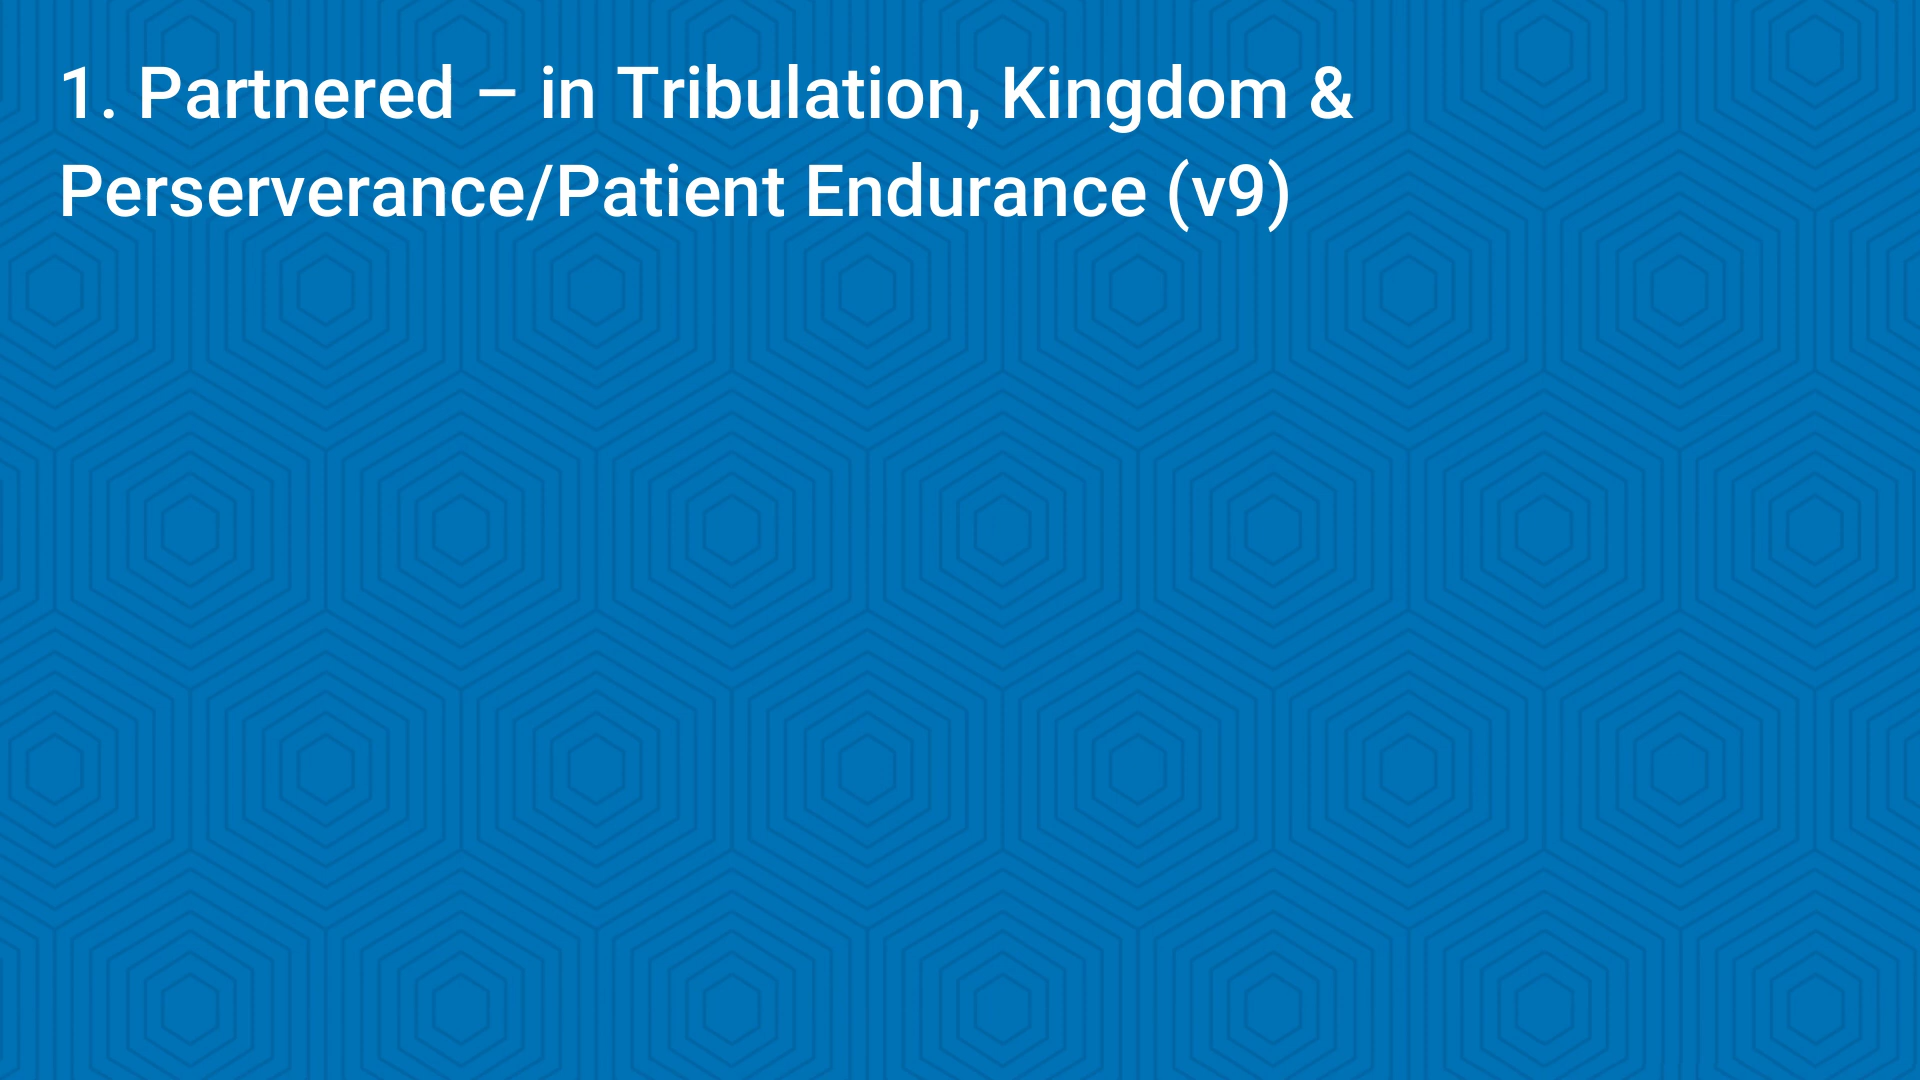 1. Partnered – in Tribulation, Kingdom &
Perserverance/Patient Endurance (v9)